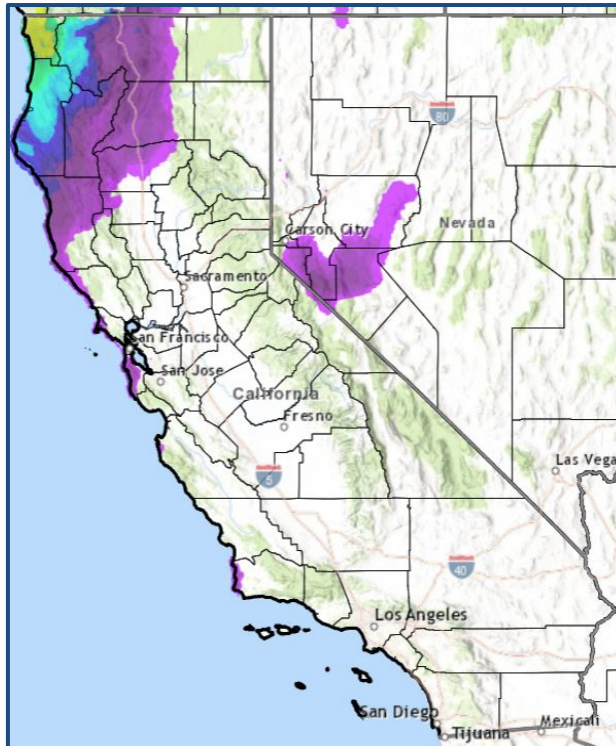 80
Carson City
Nevada
Sacramento
San Francisco
San Jose
California
Fresno
5
Las Vega
40
Los Angeles
San Diego
Tijuana
Mexicali